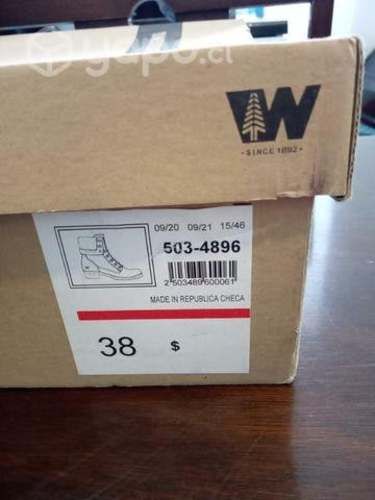 yapo.cl
W
·SINCE 1892·
09/20 09/21 15/46
503-4896
2 503489 600061
MADE IN REPUBLICA CHECA
38 $